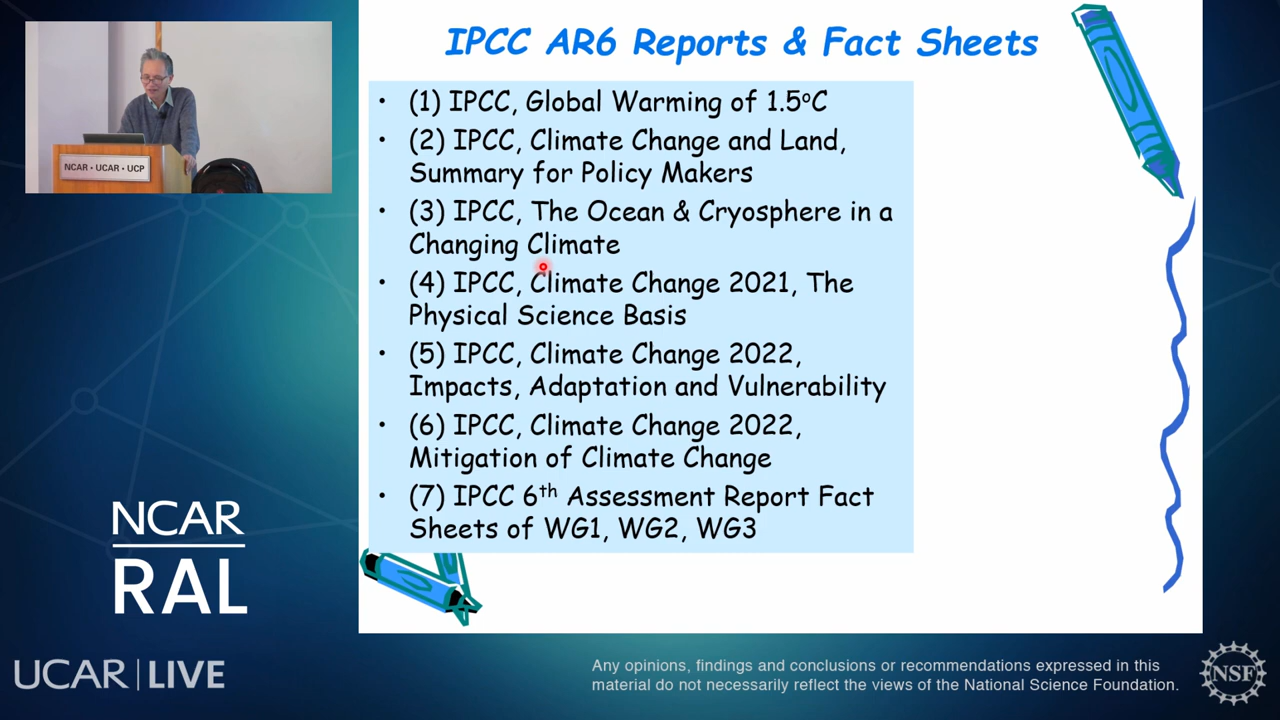 IPCC AR6 Reports & Fact Sheets
• (1) IPCC, Global Warming of 1.5°C
• (2) IPCC, Climate Change and Land,
Summary for Policy Makers
• (3) IPCC, The Ocean & Cryosphere in a
Changing Climate
• (4) IPCC, Climate Change 2021, The
Physical Science Basis
• (5) IPCC, Climate Change 2022,
Impacts, Adaptation and Vulnerability
• (6) IPCC, Climate Change 2022,
Mitigation of Climate Change
• (7) IPCC 6th Assessment Report Fact
Sheets of WG1, WG2, WG3
NCAR • UCAR • UCP
NCAR
RAL
UCAR | LIVE
Any opinions, findings and conclusions or recommendations expressed in this
material do not necessarily reflect the views of the National Science Foundation.
NSF